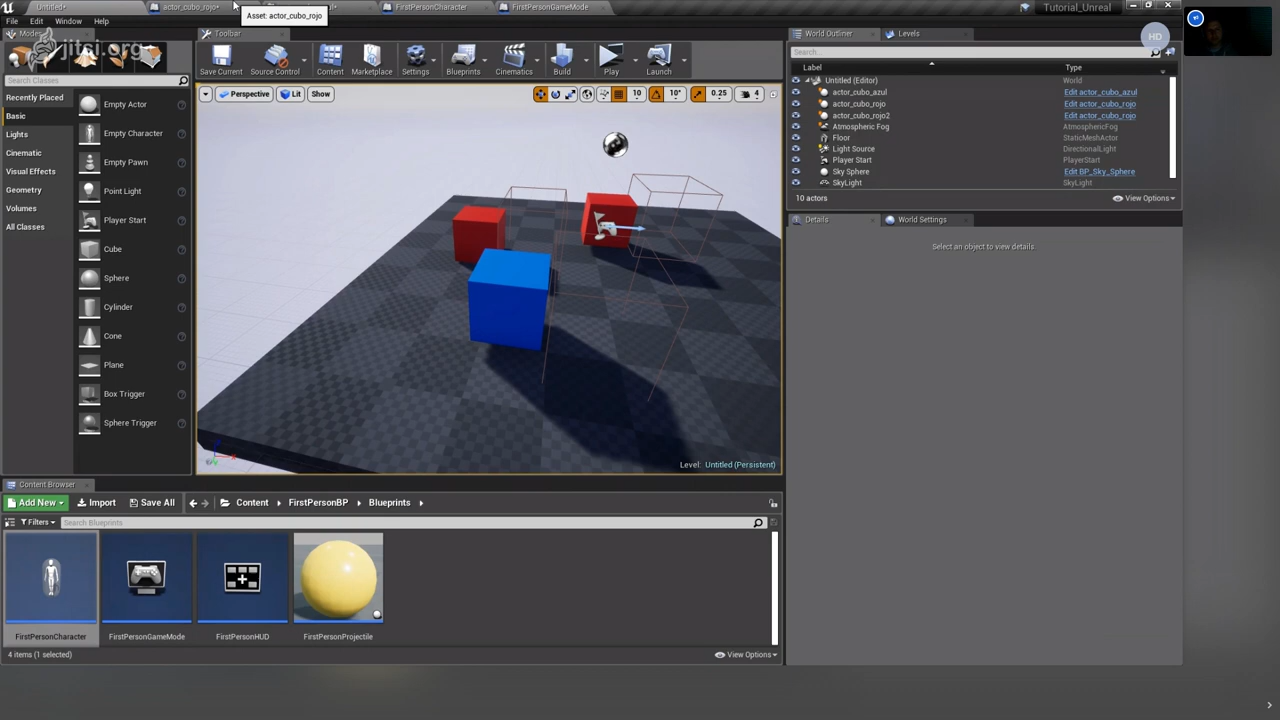 Untitled*
actor_cubo_rojo*
FirstPersonCharacter
FirstPersonGameMode
Tutorial_Unreal
Asset: actor_cubo_rojo
File Edit Window Help
HD
Modes
jitsi.org
Toolbar
World Outliner
Levels
Save Current
Source Control
Content
Marketplace
Settings
Blueprints
Cinematics
Build
Play
Launch
Search Classes
Search...
Label
Type
Recently Placed
Basic
Lights
Cinematic
Visual Effects
Geometry
Volumes
All Classes
Empty Actor
Empty Character
Empty Pawn
Point Light
Player Start
Cube
Sphere
Cylinder
Cone
Plane
Box Trigger
Sphere Trigger
Perspective
Lit
Show
10
10°
0.25
4
Level: Untitled (Persistent)
Untitled (Editor) World
actor_cubo_azul Edit actor_cubo_azul
actor_cubo_rojo Edit actor_cubo_rojo
actor_cubo_rojo2 Edit actor_cubo_rojo
Atmospheric Fog AtmosphericFog
Floor StaticMeshActor
Light Source DirectionalLight
Player Start PlayerStart
Sky Sphere Edit BP_Sky_Sphere
SkyLight SkyLight
10 actors
View Options
Details
World Settings
Select an object to view details.
Content Browser
Add New
Import
Save All
Content
FirstPersonBP
Blueprints
Filters
Search Blueprints
FirstPersonCharacter
FirstPersonGameMode
FirstPersonHUD
FirstPersonProjectile
4 items (1 selected)
View Options